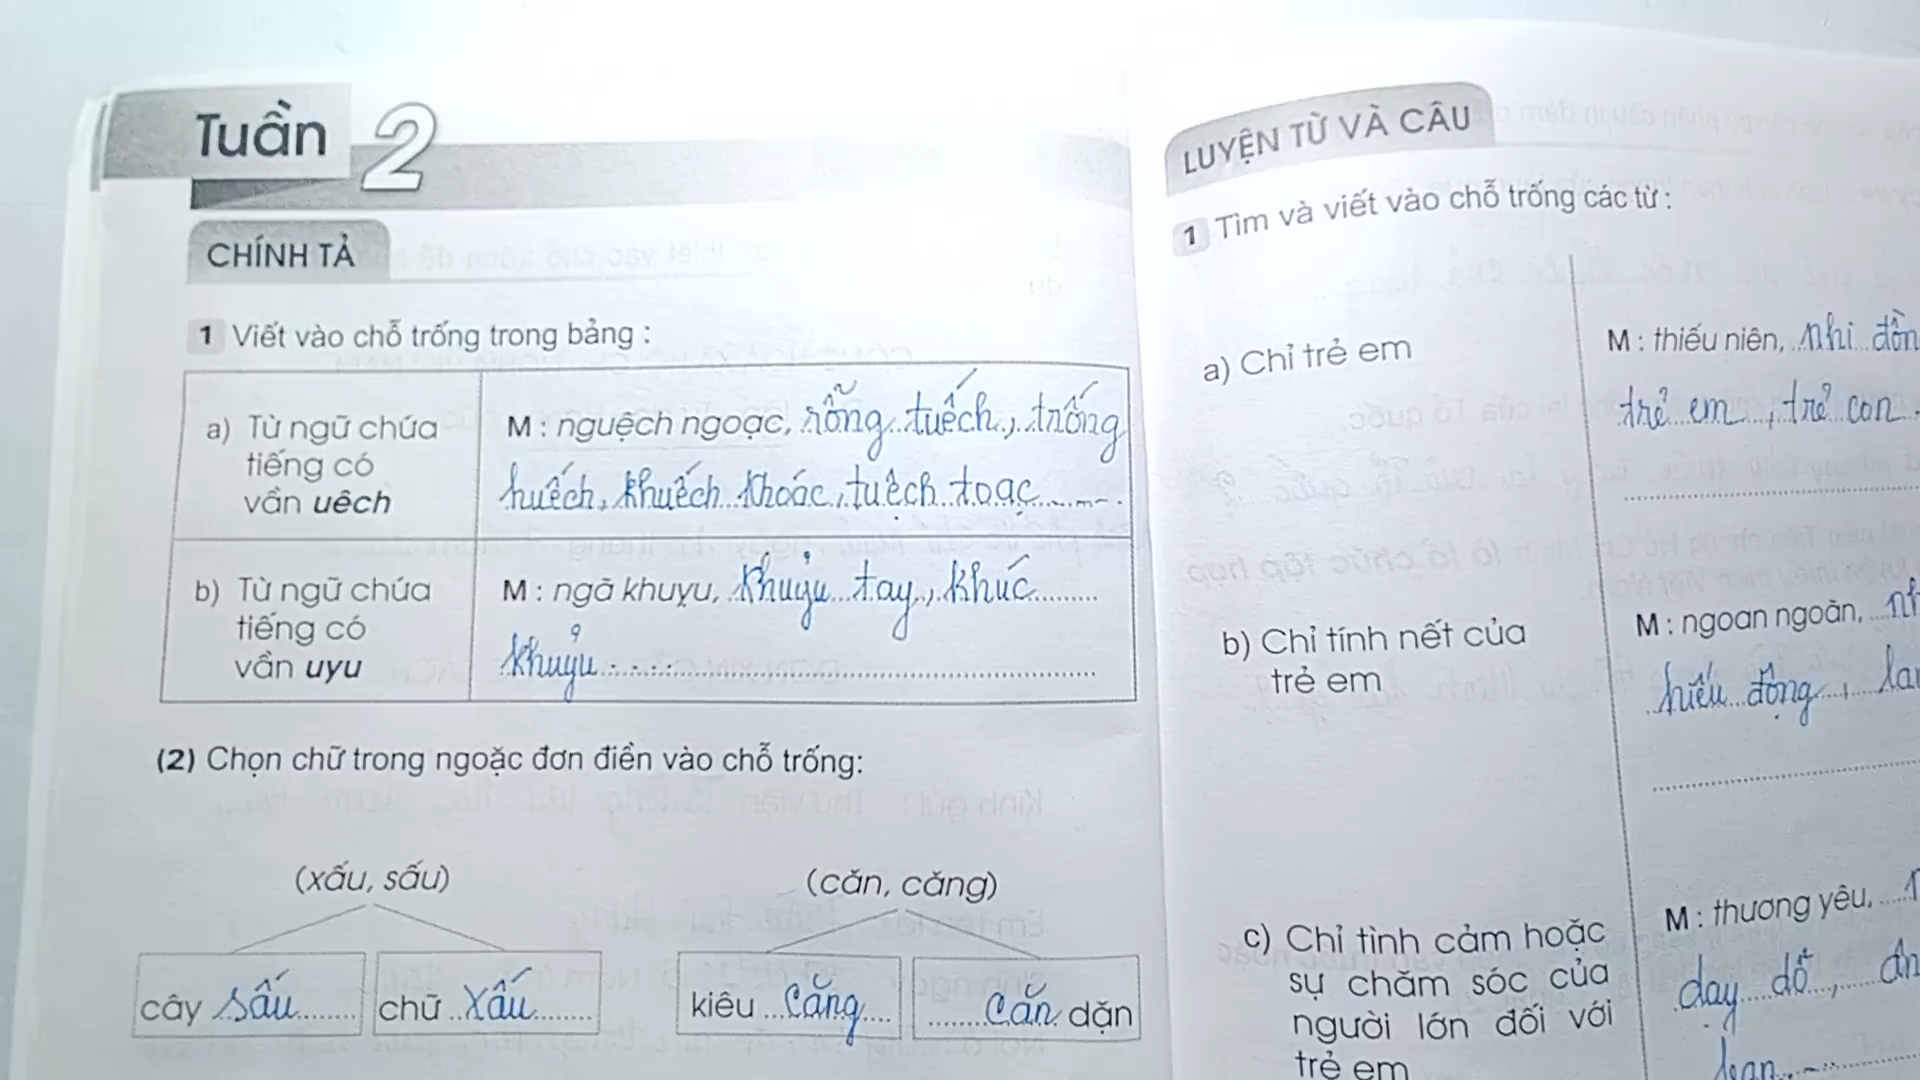 Tuần 2
CHÍNH TẢ
1 Viết vào chỗ trống trong bảng :
a) Từ ngữ chứa
tiếng có
vần uêch
M : nguệch ngoạc, rỗng tuếch, trống
huếch, khuếch khoác, tuệch toạc
b) Từ ngữ chứa
tiếng có
vần uyu
M : ngã khuỵu, khuỷu tay, khúc
khuỷu
(2) Chọn chữ trong ngoặc đơn điền vào chỗ trống:
(xấu, sấu)
(căn, căng)
cây sấu
chữ xấu
kiêu căng
căn dặn
LUYỆN TỪ VÀ CÂU
1 Tìm và viết vào chỗ trống các từ :
a) Chỉ trẻ em
M : thiếu niên, nhi đồn
trẻ em, trẻ con
b) Chỉ tính nết của
trẻ em
M : ngoan ngoãn,
hiếu động,
c) Chỉ tình cảm hoặc
sự chăm sóc của
người lớn đối với
trẻ em
M : thương yêu,
dạy dỗ,